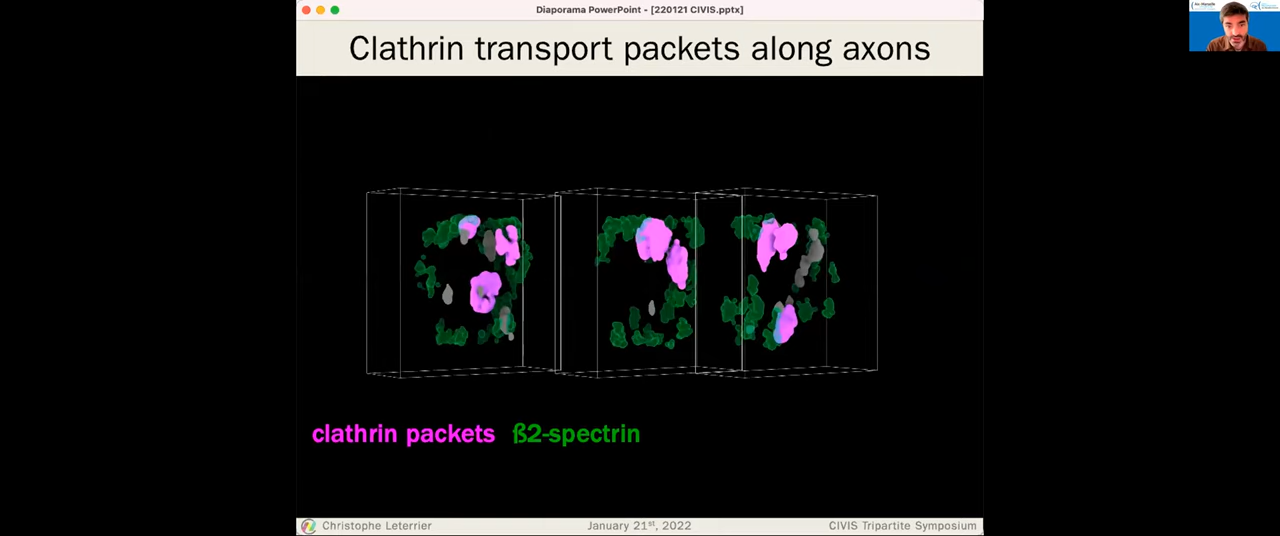 Diaporama PowerPoint - [220121 CIVIS.pptx]
Clathrin transport packets along axons
clathrin packets ß2-spectrin
Christophe Leterrier January 21st, 2022 CIVIS Tripartite Symposium